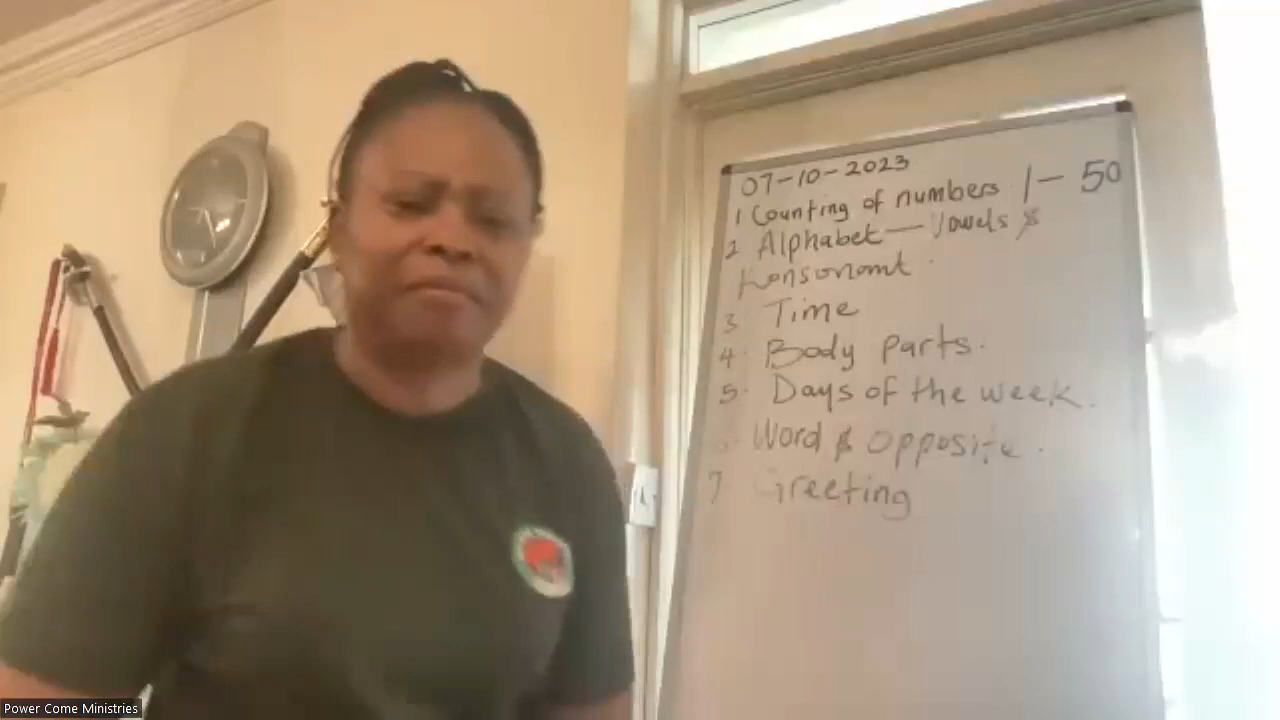 07-10-2023
1 Counting of numbers 1-50
2 Alphabet - Vowels &
Konsonant.
3 Time
4. Body parts.
5. Days of the week.
Word & Opposite.
7 Greeting
Power Come Ministries